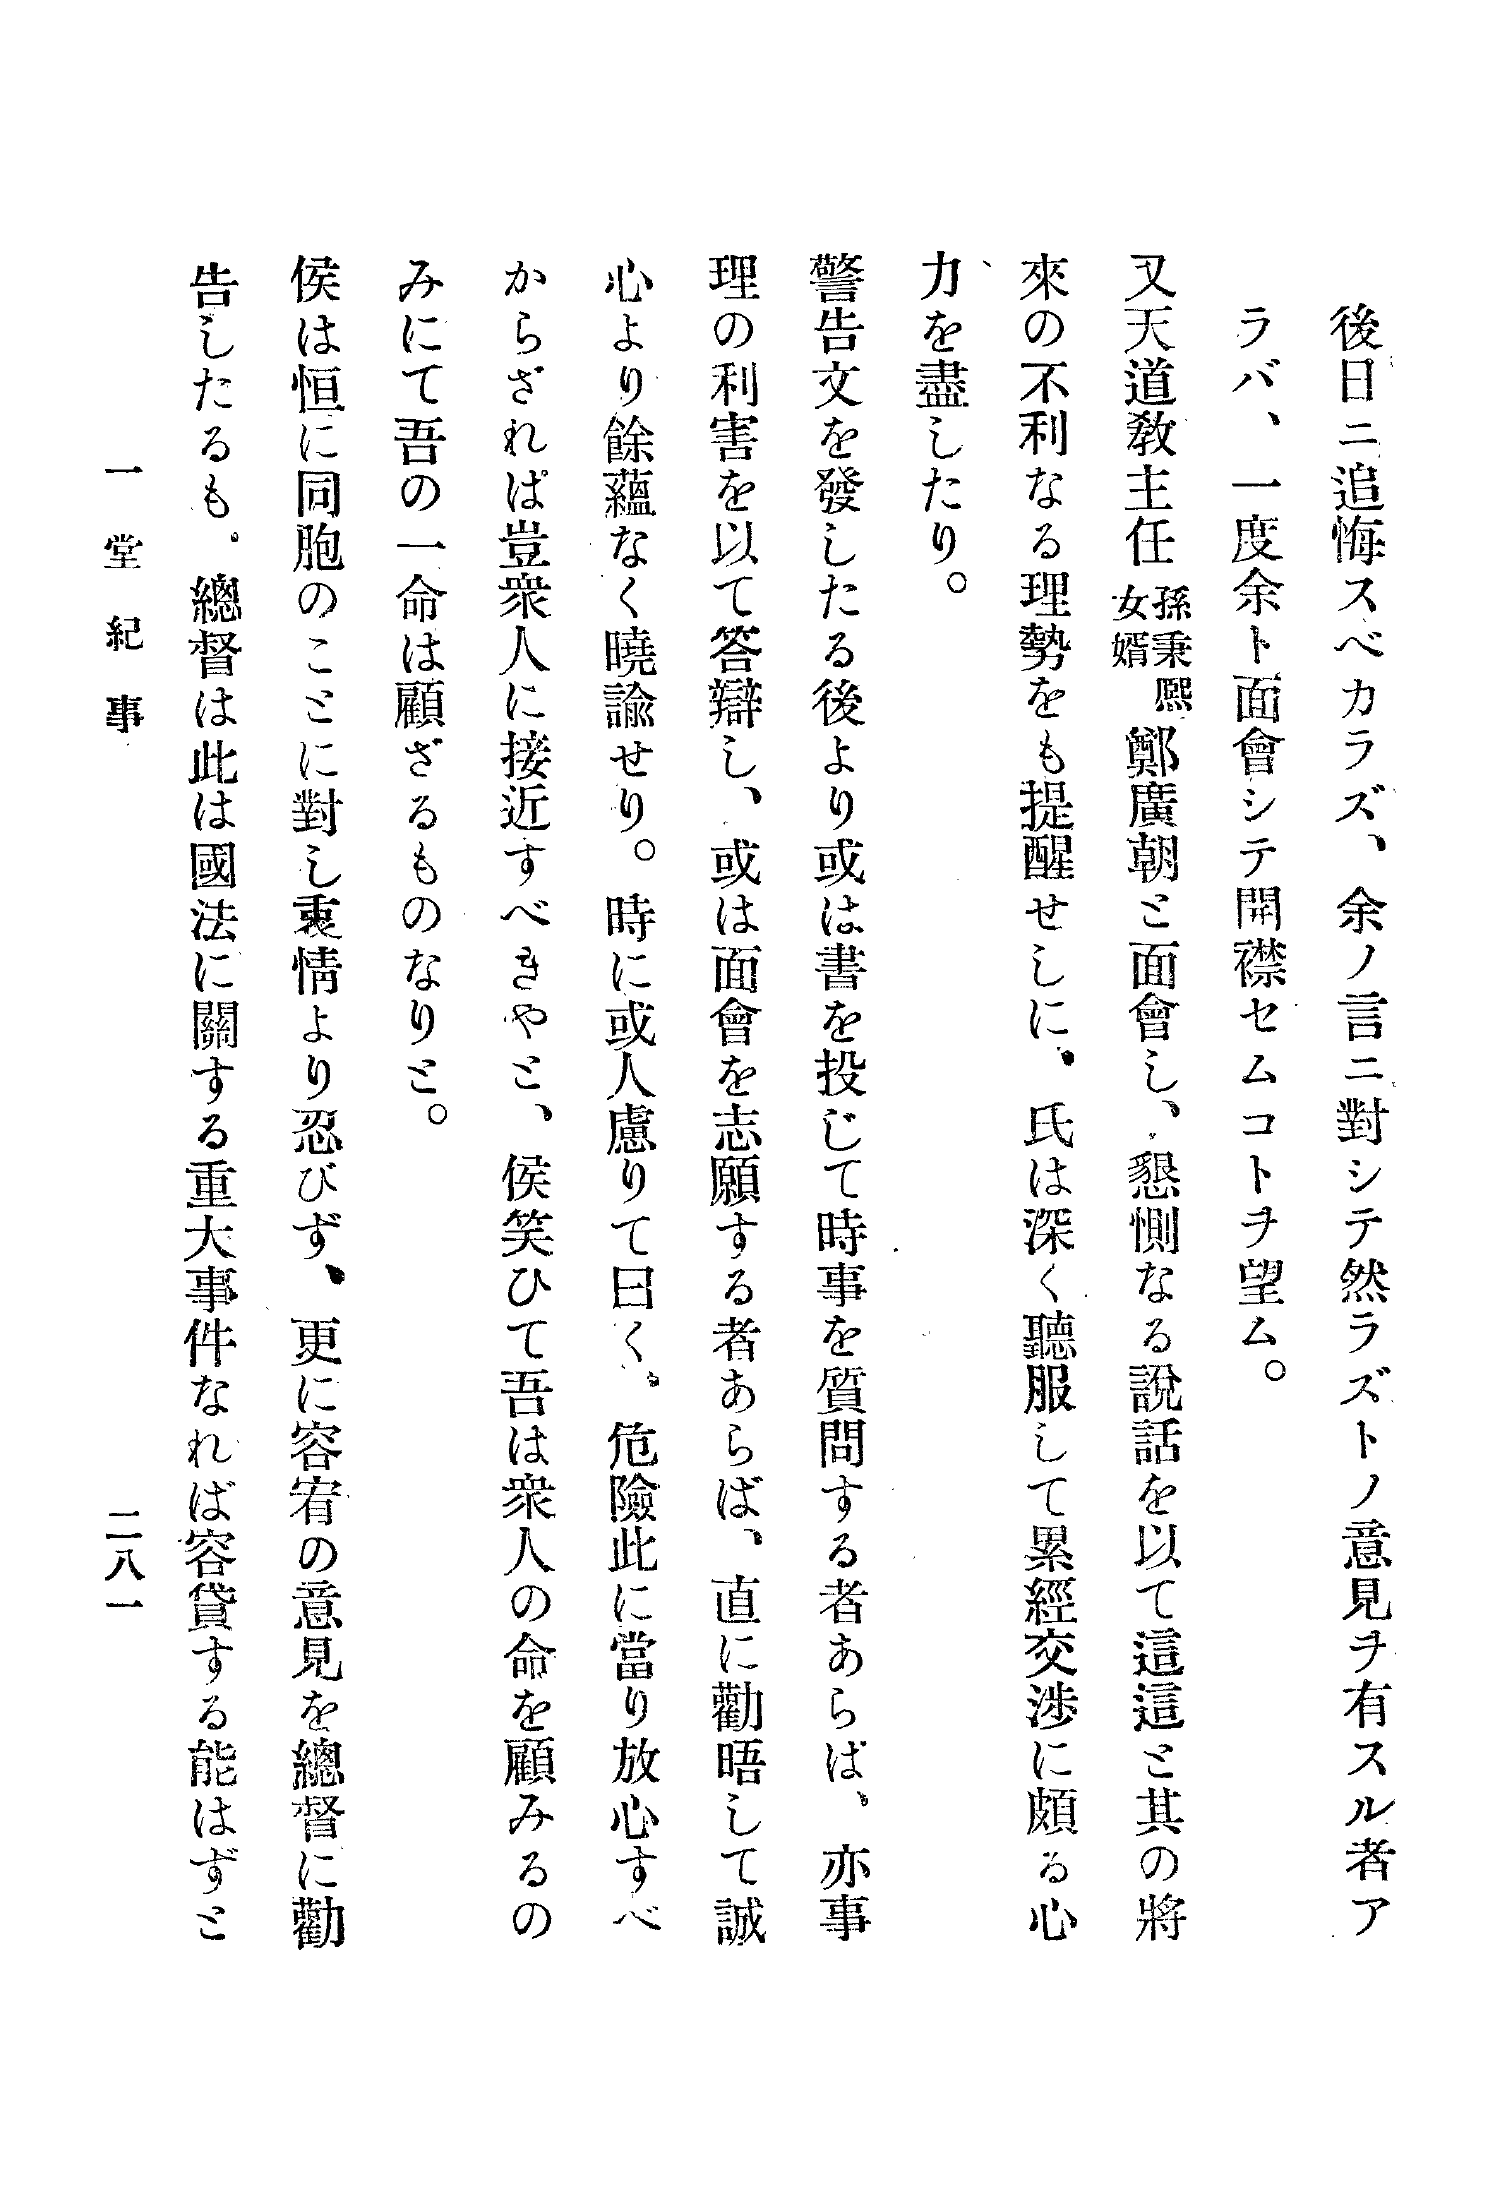 後日ニ追悔スベカラズ、余ノ言ニ對シテ然ラズトノ意見ヲ有スル者ア
ラバ、一度余ト面會シテ開襟セムコトヲ望ム。
又天道敎主任孫秉熙女婿鄭廣朝と面會し、懇惻なる說話を以て這這と其の將
來の不利なる理勢をも提醒せしに、氏は深く聽服して累經交涉に頗る心
力を盡したり。
警告文を發したる後より或は書を投じて時事を質問する者あらば、亦事
理の利害を以て答辯し、或は面會を志願する者あらば、直に勸晤して誠
心より餘蘊なく曉諭せり。時に或人慮りて曰く、危險此に當り放心すべ
からざれば豈衆人に接近すべきやと、侯笑ひて吾は衆人の命を顧みるの
みにて吾の一命は顧ざるものなりと。
侯は恒に同胞のことに對し衷情より忍びず、更に容宥の意見を總督に勸
告したるも。總督は此は國法に關する重大事件なれば容貸する能はずと
一堂紀事
二八一